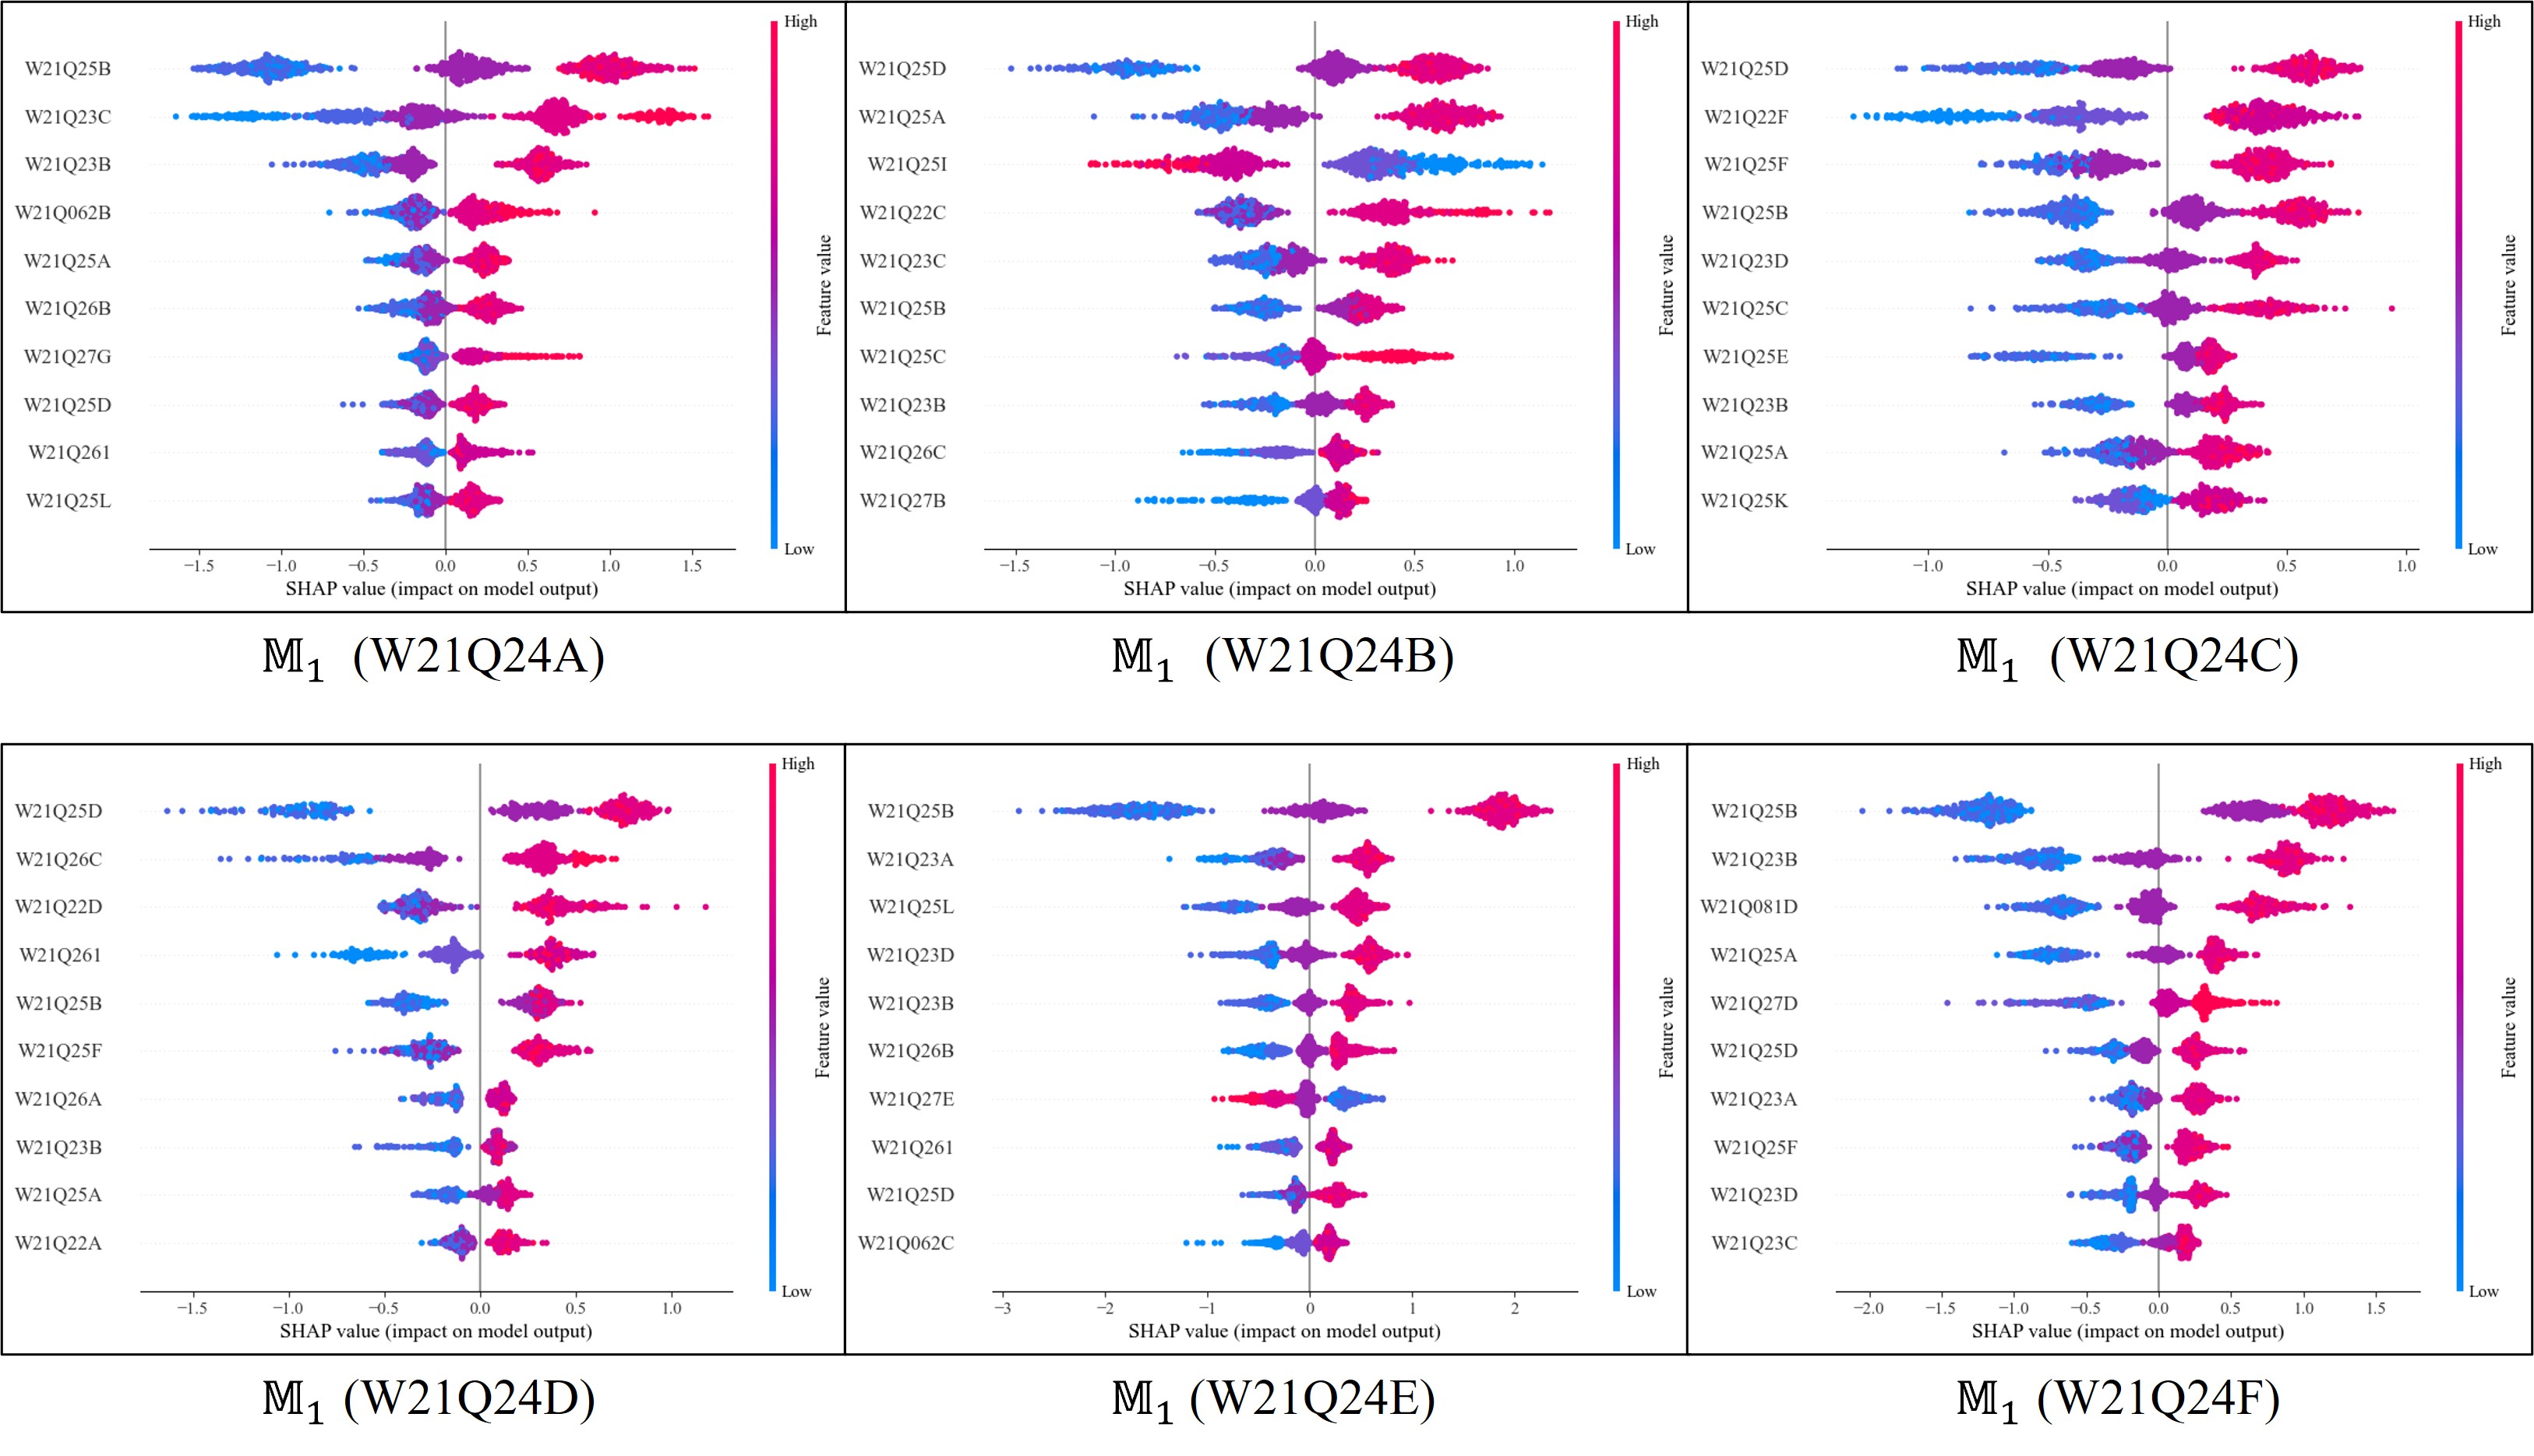 High
W21Q25B
W21Q23C
W21Q23B
W21Q062B
W21Q25A
W21Q26B
W21Q27G
W21Q25D
W21Q261
W21Q25L
Feature value
Low
−1.5 −1.0 −0.5 0.0 0.5 1.0 1.5
SHAP value (impact on model output)
𝕄1 (W21Q24A)
High
W21Q25D
W21Q25A
W21Q25I
W21Q22C
W21Q23C
W21Q25B
W21Q25C
W21Q23B
W21Q26C
W21Q27B
Feature value
Low
−1.5 −1.0 −0.5 0.0 0.5 1.0
SHAP value (impact on model output)
𝕄1 (W21Q24B)
High
W21Q25D
W21Q22F
W21Q25F
W21Q25B
W21Q23D
W21Q25C
W21Q25E
W21Q23B
W21Q25A
W21Q25K
Feature value
Low
−1.0 −0.5 0.0 0.5 1.0
SHAP value (impact on model output)
𝕄1 (W21Q24C)
High
W21Q25D
W21Q26C
W21Q22D
W21Q261
W21Q25B
W21Q25F
W21Q26A
W21Q23B
W21Q25A
W21Q22A
Feature value
Low
−1.5 −1.0 −0.5 0.0 0.5 1.0
SHAP value (impact on model output)
𝕄1 (W21Q24D)
High
W21Q25B
W21Q23A
W21Q25L
W21Q23D
W21Q23B
W21Q26B
W21Q27E
W21Q261
W21Q25D
W21Q062C
Feature value
Low
−3 −2 −1 0 1 2
SHAP value (impact on model output)
𝕄1 (W21Q24E)
High
W21Q25B
W21Q23B
W21Q081D
W21Q25A
W21Q27D
W21Q25D
W21Q23A
W21Q25F
W21Q23D
W21Q23C
Feature value
Low
−2.0 −1.5 −1.0 −0.5 0.0 0.5 1.0 1.5
SHAP value (impact on model output)
𝕄1 (W21Q24F)